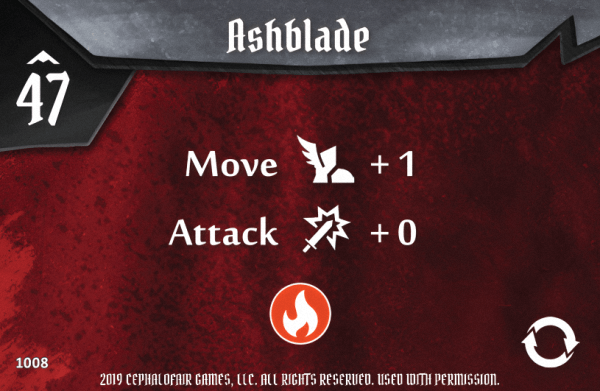 Ashblade
47
Move + 1
Attack + 0
1008
2019 CEPHALOFAIR GAMES, LLC. ALL RIGHTS RESERVED. USED WITH PERMISSION.